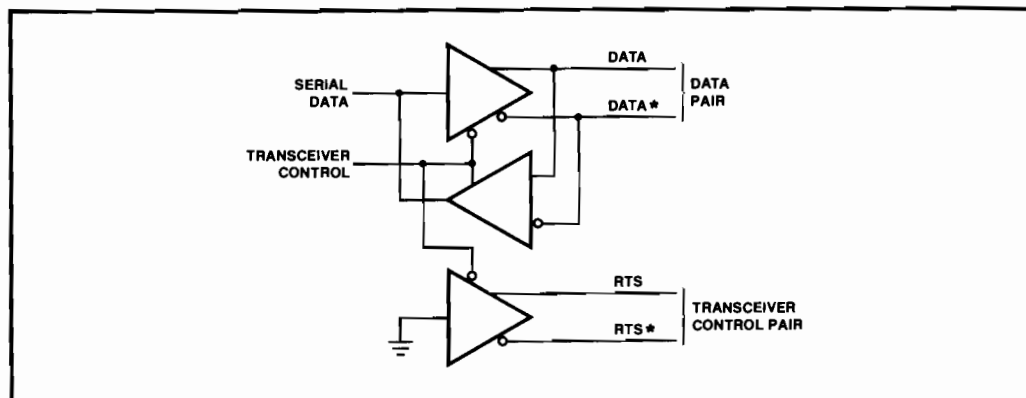 SERIAL
DATA
TRANSCEIVER
CONTROL
DATA
DATA*
DATA
PAIR
RTS
RTS*
TRANSCEIVER
CONTROL PAIR